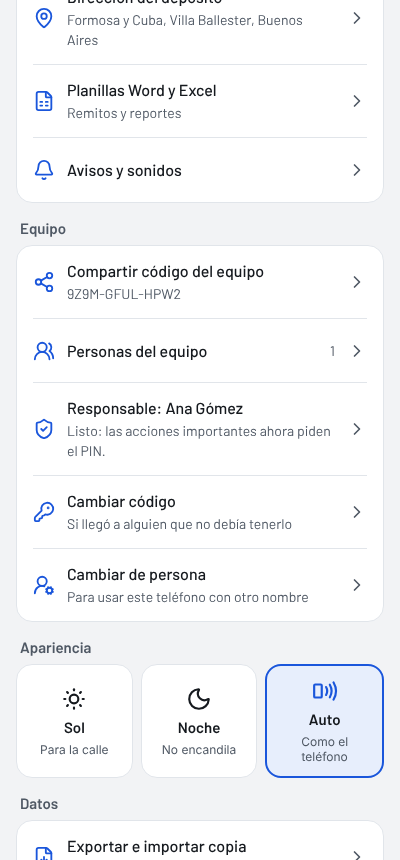 Dirección del depósito
Formosa y Cuba, Villa Ballester, Buenos
Aires
Planillas Word y Excel
Remitos y reportes
Avisos y sonidos
Equipo
Compartir código del equipo
9Z9M-GFUL-HPW2
Personas del equipo
1
Responsable: Ana Gómez
Listo: las acciones importantes ahora piden
el PIN.
Cambiar código
Si llegó a alguien que no debía tenerlo
Cambiar de persona
Para usar este teléfono con otro nombre
Apariencia
Sol
Para la calle
Noche
No encandila
Auto
Como el
teléfono
Datos
Exportar e importar copia